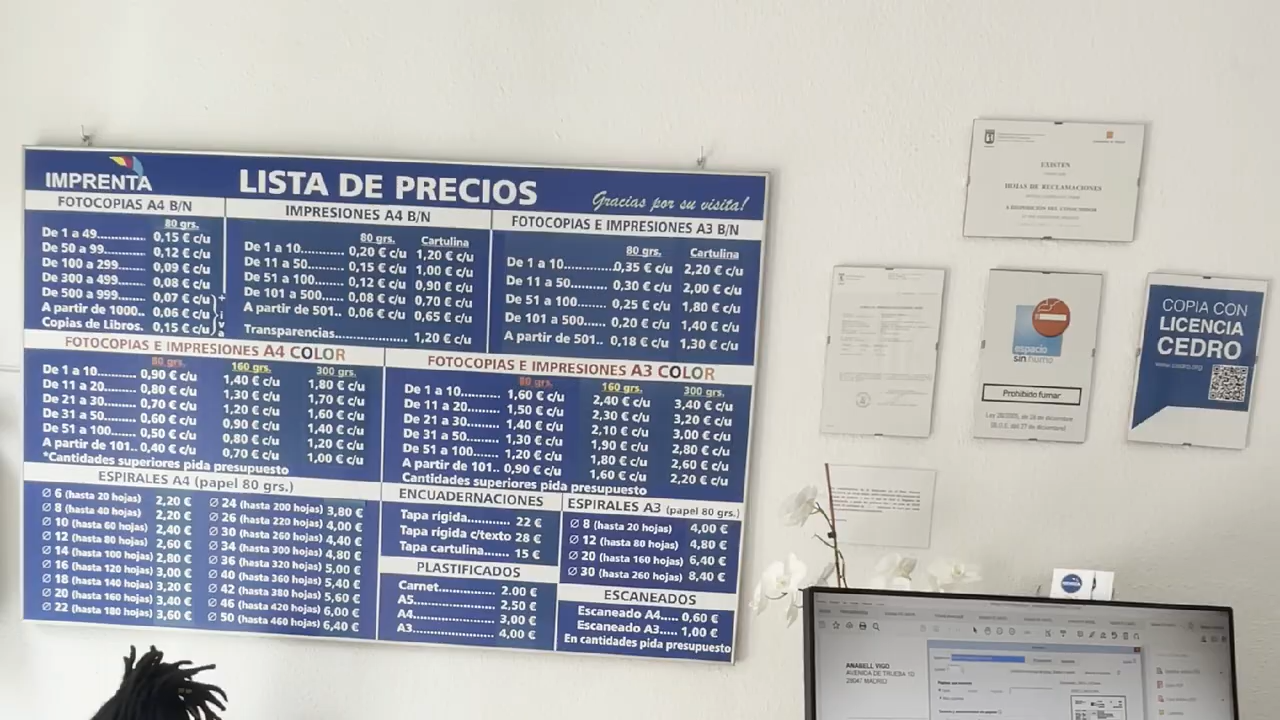 IMPRENTA
LISTA DE PRECIOS
Gracias por su visita!
FOTOCOPIAS A4 B/N
80 grs.
De 1 a 49........ 0,15 € c/u
De 50 a 99....... 0,12 € c/u
De 100 a 299..... 0,09 € c/u
De 300 a 499..... 0,08 € c/u
De 500 a 999..... 0,07 € c/u
A partir de 1000.. 0,06 € c/u
Copias de Libros. 0,15 € c/u
+ iva
IMPRESIONES A4 B/N
80 grs. Cartulina
De 1 a 10........ 0,20 € c/u 1,20 € c/u
De 11 a 50....... 0,15 € c/u 1,00 € c/u
De 51 a 100...... 0,12 € c/u 0,90 € c/u
De 101 a 500..... 0,08 € c/u 0,70 € c/u
A partir de 501.. 0,06 € c/u 0,65 € c/u
Transparencias.......... 1,20 € c/u
FOTOCOPIAS E IMPRESIONES A3 B/N
80 grs. Cartulina
De 1 a 10........ 0,35 € c/u 2,20 € c/u
De 11 a 50....... 0,30 € c/u 2,00 € c/u
De 51 a 100...... 0,25 € c/u 1,80 € c/u
De 101 a 500..... 0,20 € c/u 1,40 € c/u
A partir de 501.. 0,18 € c/u 1,30 € c/u
FOTOCOPIAS E IMPRESIONES A4 COLOR
80 grs. 160 grs. 300 grs.
De 1 a 10........ 0,90 € c/u 1,40 € c/u 1,80 € c/u
De 11 a 20....... 0,80 € c/u 1,30 € c/u 1,70 € c/u
De 21 a 30....... 0,70 € c/u 1,20 € c/u 1,60 € c/u
De 31 a 50....... 0,60 € c/u 0,90 € c/u 1,40 € c/u
De 51 a 100...... 0,50 € c/u 0,80 € c/u 1,20 € c/u
A partir de 101.. 0,40 € c/u 0,70 € c/u 1,00 € c/u
*Cantidades superiores pida presupuesto
FOTOCOPIAS E IMPRESIONES A3 COLOR
80 grs. 160 grs. 300 grs.
De 1 a 10........ 1,60 € c/u 2,40 € c/u 3,40 € c/u
De 11 a 20....... 1,50 € c/u 2,30 € c/u 3,20 € c/u
De 21 a 30....... 1,40 € c/u 2,10 € c/u 3,00 € c/u
De 31 a 50....... 1,30 € c/u 1,90 € c/u 2,80 € c/u
De 51 a 100...... 1,20 € c/u 1,80 € c/u 2,60 € c/u
A partir de 101.. 0,90 € c/u 1,60 € c/u 2,20 € c/u
Cantidades superiores pida presupuesto
ESPIRALES A4 (papel 80 grs.)
Ø 6 (hasta 20 hojas) 2,20 €
Ø 8 (hasta 40 hojas) 2,20 €
Ø 10 (hasta 60 hojas) 2,40 €
Ø 12 (hasta 80 hojas) 2,60 €
Ø 14 (hasta 100 hojas) 2,80 €
Ø 16 (hasta 120 hojas) 3,00 €
Ø 18 (hasta 140 hojas) 3,20 €
Ø 20 (hasta 160 hojas) 3,40 €
Ø 22 (hasta 180 hojas) 3,60 €
Ø 24 (hasta 200 hojas) 3,80 €
Ø 26 (hasta 220 hojas) 4,00 €
Ø 30 (hasta 260 hojas) 4,40 €
Ø 34 (hasta 300 hojas) 4,80 €
Ø 36 (hasta 320 hojas) 5,00 €
Ø 40 (hasta 360 hojas) 5,40 €
Ø 42 (hasta 380 hojas) 5,60 €
Ø 46 (hasta 420 hojas) 6,00 €
Ø 50 (hasta 460 hojas) 6,40 €
ENCUADERNACIONES
Tapa rigida............ 22 €
Tapa rigida c/texto 28 €
Tapa cartulina....... 15 €
PLASTIFICADOS
Carnet................ 2.00 €
A5...................... 2,50 €
A4...................... 3,00 €
A3...................... 4,00 €
ESPIRALES A3 (papel 80 grs.)
Ø 8 (hasta 20 hojas) 4,00 €
Ø 12 (hasta 80 hojas) 4,80 €
Ø 20 (hasta 160 hojas) 6,40 €
Ø 30 (hasta 260 hojas) 8,40 €
ESCANEADOS
Escaneado A4..... 0,60 €
Escaneado A3..... 1,00 €
En cantidades pida presupuesto
EXISTEN
HOJAS DE RECLAMACIONES
A DISPOSICIÓN DEL CONSUMIDOR
espacio
sin humo
Prohibido fumar
Ley 28/2005, de 26 de diciembre
(B.O.E. del 27 de diciembre)
COPIA CON
LICENCIA
CEDRO
www.cedro.org
ANABELL VIGO
AVENIDA DE TRUEBA 1D
28047 MADRID